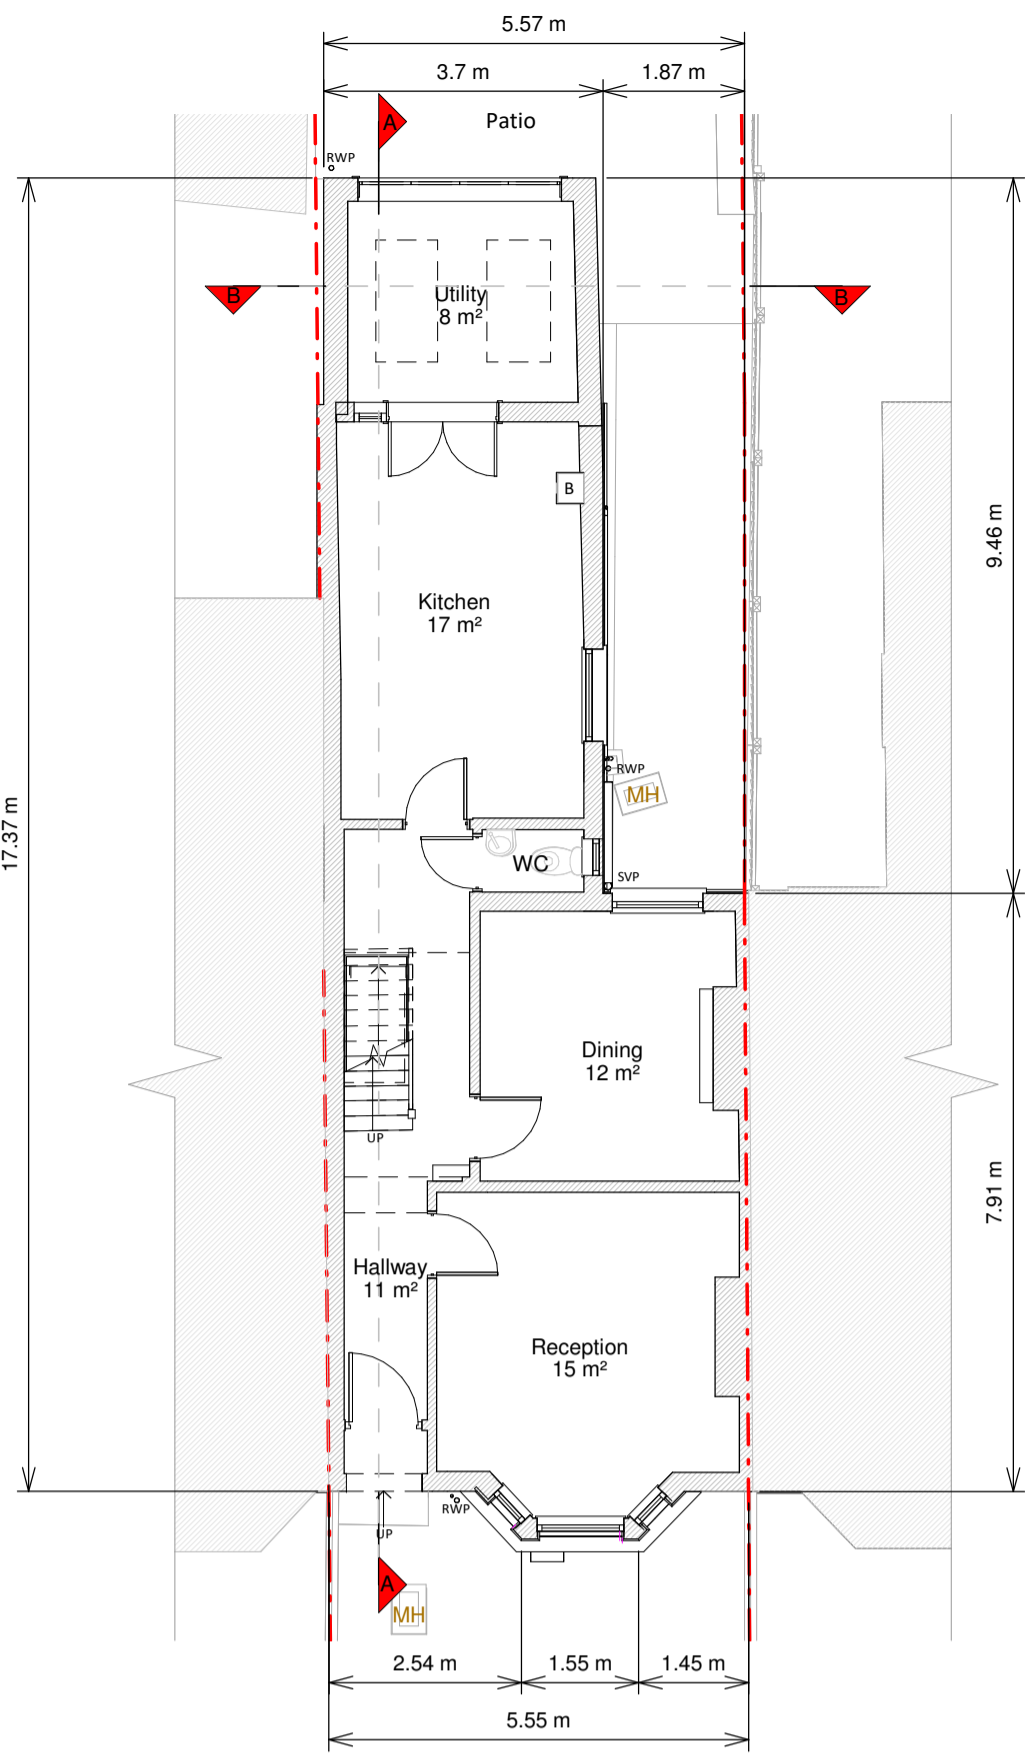 5.57 m
3.7 m
1.87 m
A
Patio
RWP
B
B
Utility
8 m²
B
9.46 m
Kitchen
17 m²
RWP
MH
17.37 m
WC
SVP
Dining
12 m²
UP
7.91 m
Hallway
11 m²
Reception
15 m²
RWP
UP
A
MH
2.54 m
1.55 m
1.45 m
5.55 m